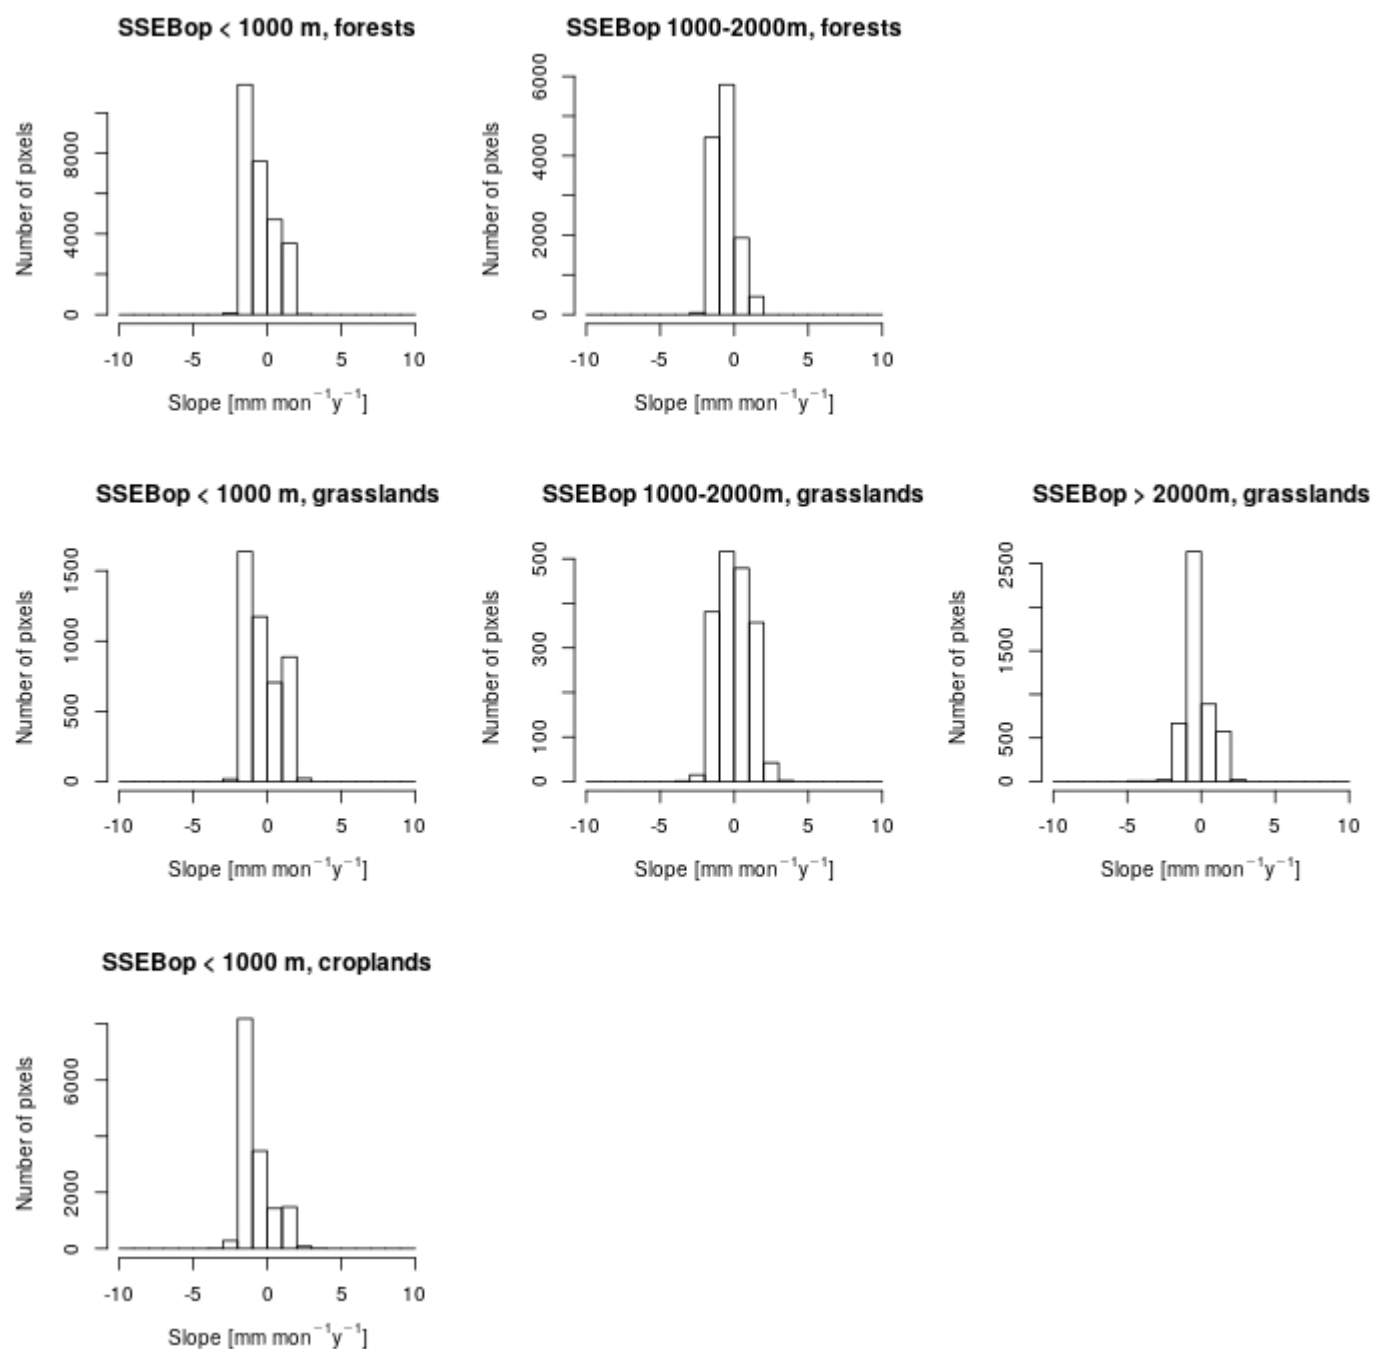 SSEBop < 1000 m, forests
Number of pixels
0 4000 8000
-10 -5 0 5 10
Slope [mm mon⁻¹y⁻¹]
SSEBop 1000-2000m, forests
Number of pixels
0 2000 4000 6000
-10 -5 0 5 10
Slope [mm mon⁻¹y⁻¹]
SSEBop < 1000 m, grasslands
Number of pixels
0 500 1000 1500
-10 -5 0 5 10
Slope [mm mon⁻¹y⁻¹]
SSEBop 1000-2000m, grasslands
Number of pixels
0 100 300 500
-10 -5 0 5 10
Slope [mm mon⁻¹y⁻¹]
SSEBop > 2000m, grasslands
Number of pixels
0 500 1500 2500
-10 -5 0 5 10
Slope [mm mon⁻¹y⁻¹]
SSEBop < 1000 m, croplands
Number of pixels
0 2000 6000
-10 -5 0 5 10
Slope [mm mon⁻¹y⁻¹]